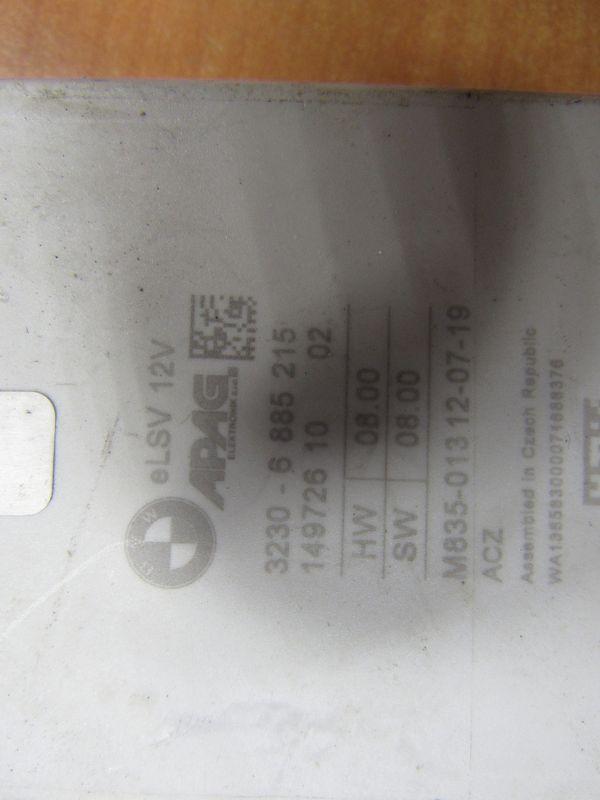 BMW
eLSV 12V
APAG
ELEKTRONIK s.r.o.
3230 - 6 885 215
149726 10 02
HW 08.00
SW 08.00
M835-013 12-07-19
ACZ
Assembled in Czech Republic